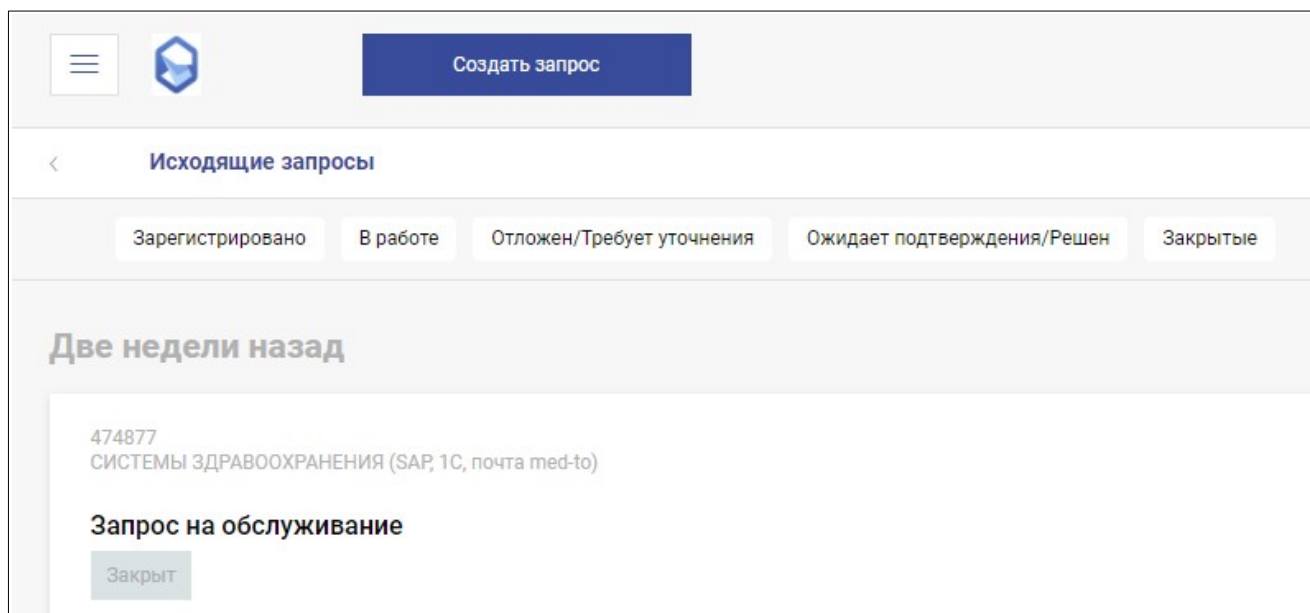 Создать запрос
Исходящие запросы
Зарегистрировано В работе Отложен/Требует уточнения Ожидает подтверждения/Решен Закрытые
Две недели назад
474877
СИСТЕМЫ ЗДРАВООХРАНЕНИЯ (SAP, 1C, почта med-to)
Запрос на обслуживание
Закрыт